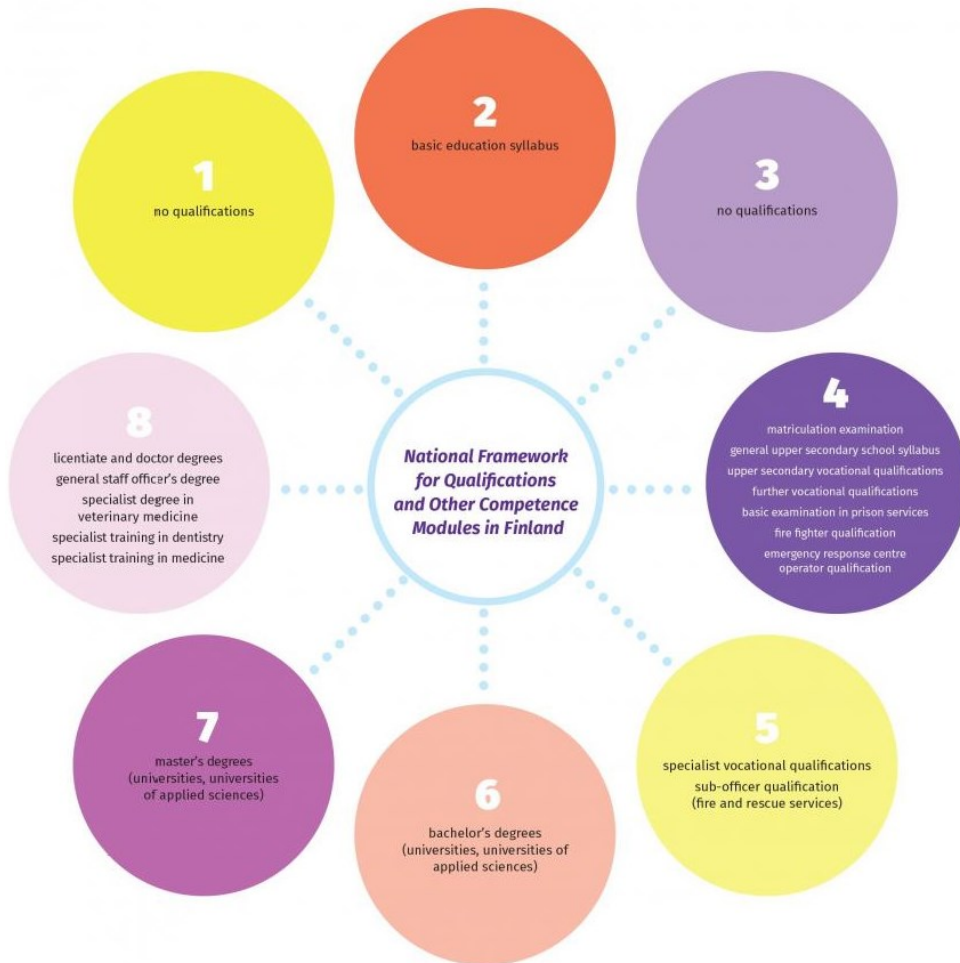 1
no qualifications
2
basic education syllabus
3
no qualifications
4
matriculation examination
general upper secondary school syllabus
upper secondary vocational qualifications
further vocational qualifications
basic examination in prison services
fire fighter qualification
emergency response centre
operator qualification
5
specialist vocational qualifications
sub-officer qualification
(fire and rescue services)
6
bachelor's degrees
(universities, universities of
applied sciences)
7
master's degrees
(universities, universities
of applied sciences)
8
licentiate and doctor degrees
general staff officer's degree
specialist degree in
veterinary medicine
specialist training in dentistry
specialist training in medicine
National Framework
for Qualifications
and Other Competence
Modules in Finland